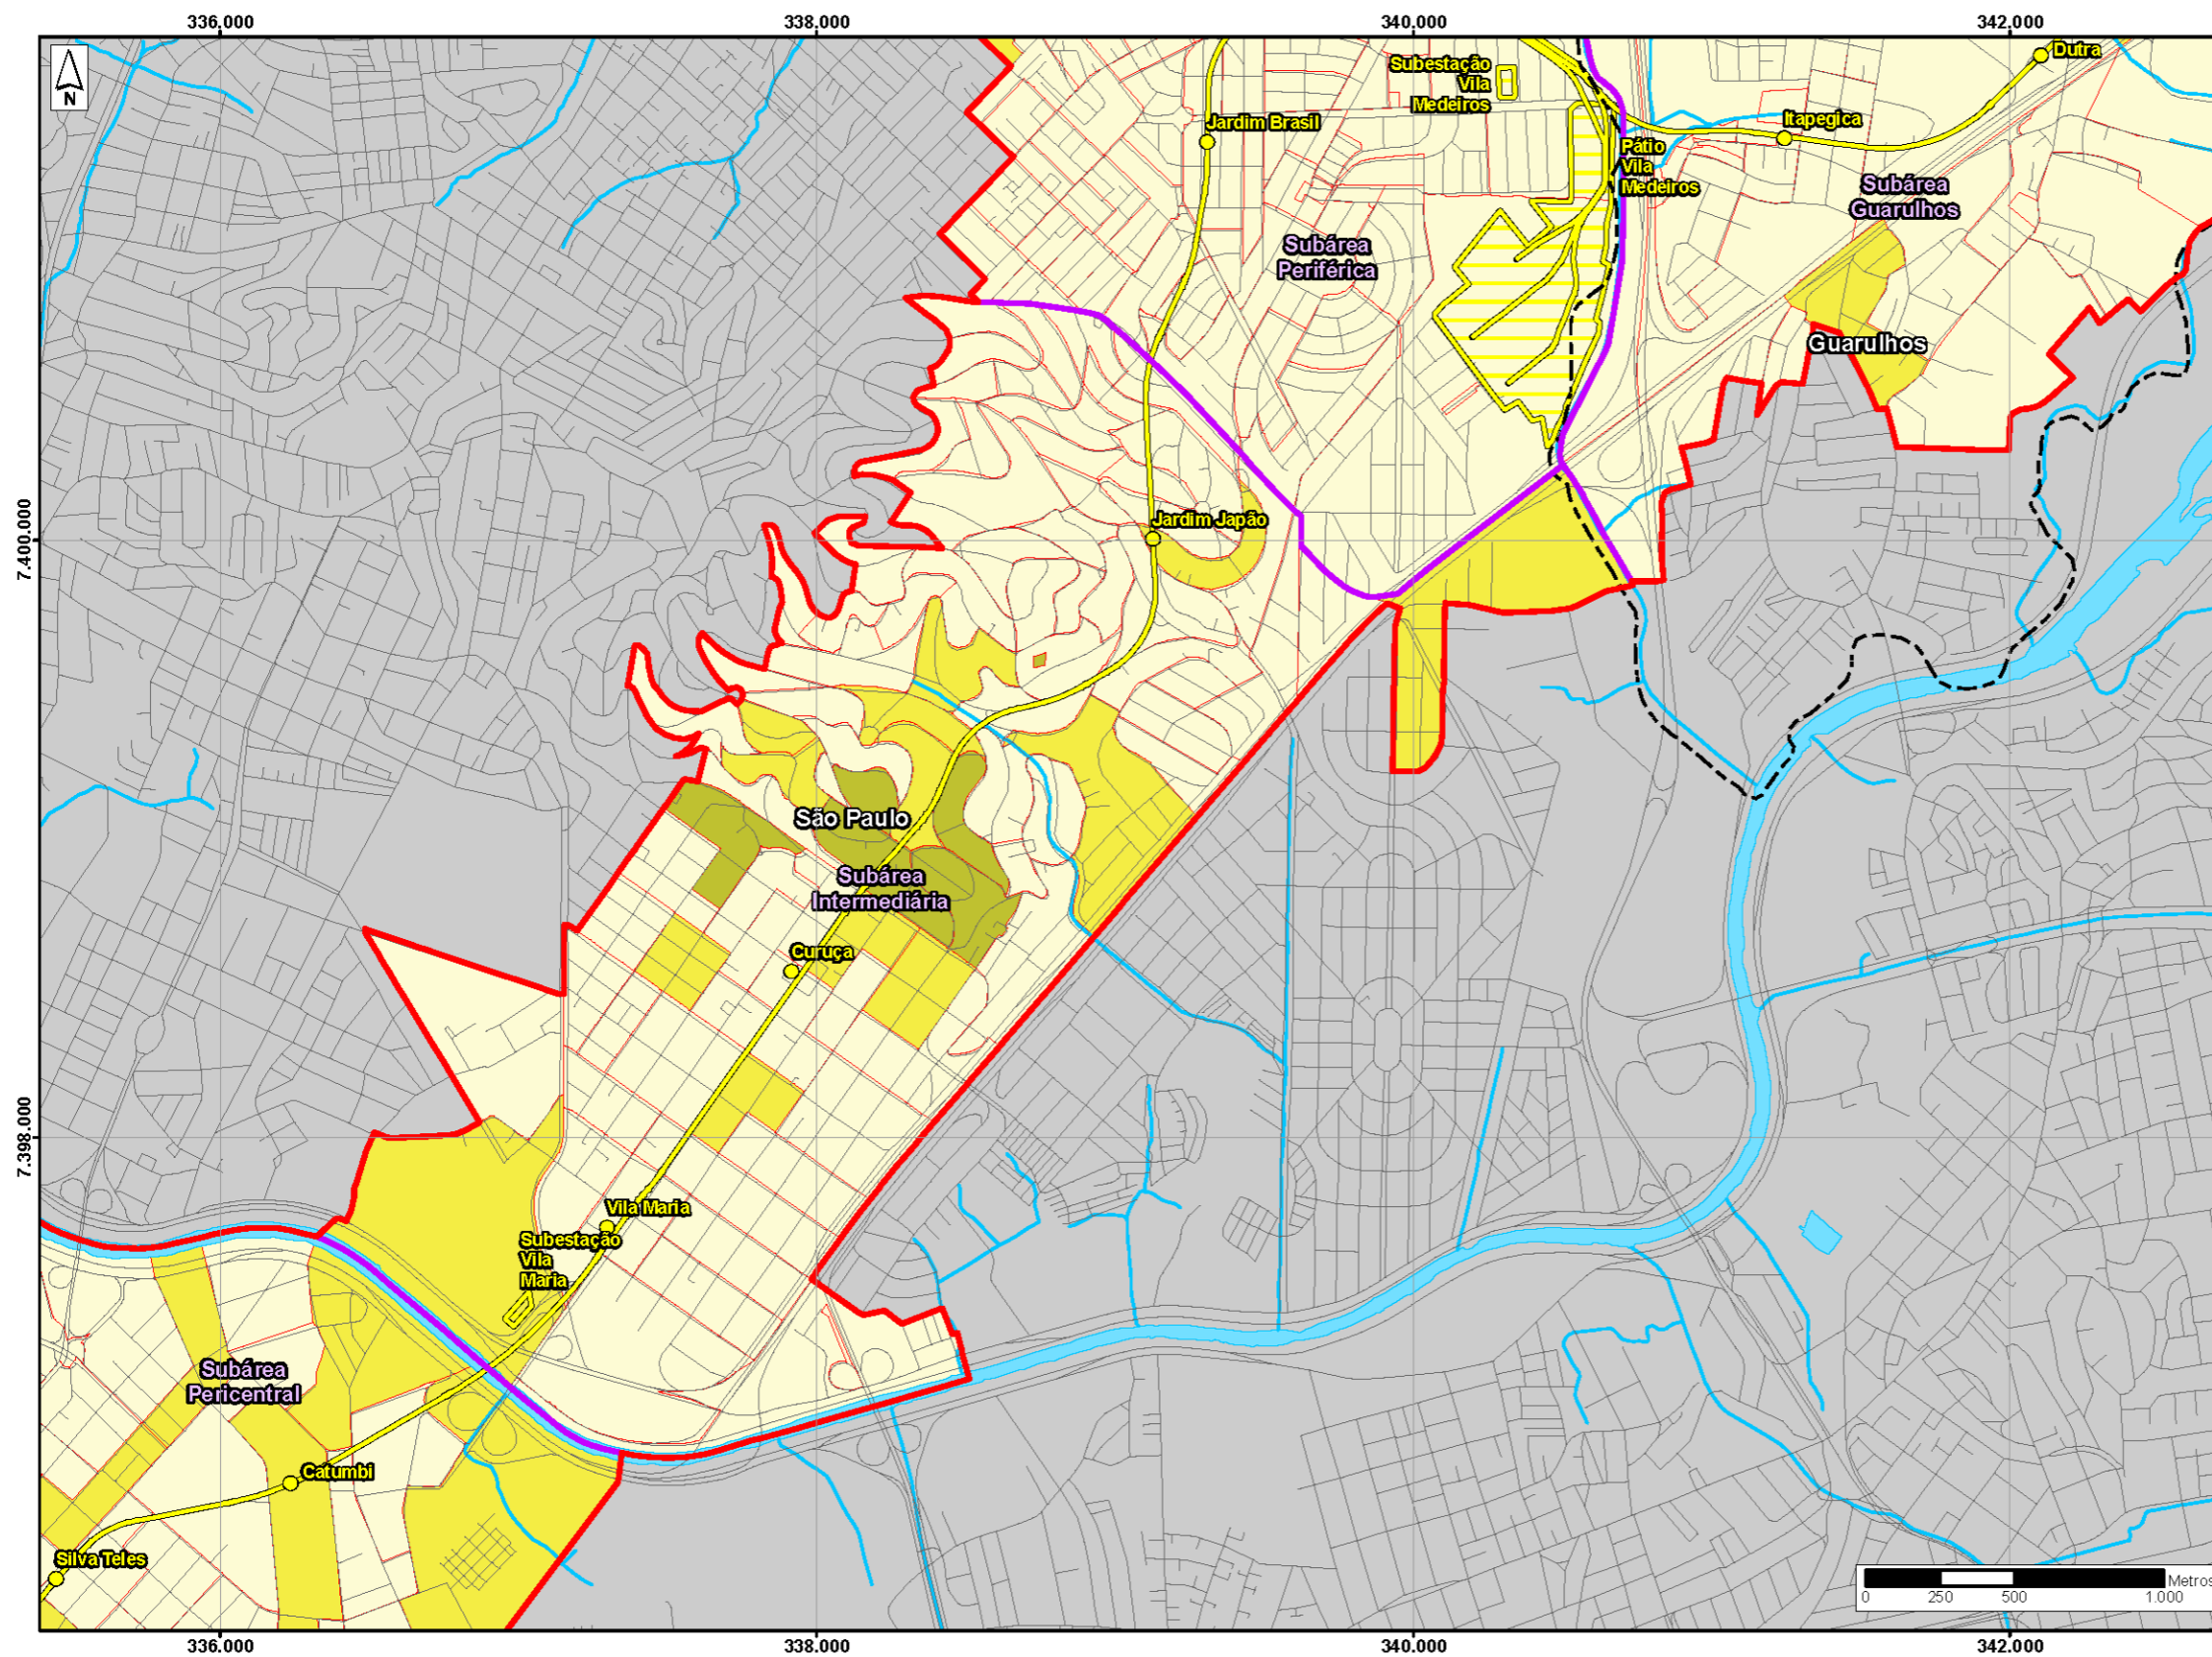 336.000
338.000
340.000
342.000
N
Subestação
Vila
Medeiros
Dutra
Jardim Brasil
Itapegica
Pátio
Vila
Medeiros
Subárea
Guarulhos
Subárea
Periférica
Guarulhos
7.400.000
Jardim Japão
São Paulo
Subárea
Intermediária
Curuça
7.398.000
Vila Maria
Subestação
Vila
Maria
Subárea
Pericentral
Catumbi
Silva Teles
Metros
0 250 500 1.000
336.000
338.000
340.000
342.000